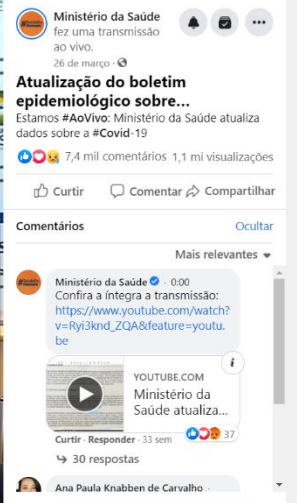 Ministério da Saúde
fez uma transmissão
ao vivo.
26 de março ·
Atualização do boletim
epidemiológico sobre...
Estamos #AoVivo: Ministério da Saúde atualiza
dados sobre a #Covid-19
7,4 mil comentários 1,1 mi visualizações
Curtir Comentar Compartilhar
Comentários Ocultar
Mais relevantes
Ministério da Saúde · 0:00
Confira a íntegra a transmissão:
https://www.youtube.com/watch?
v=Ryi3knd_ZQA&feature=youtu.
be
YOUTUBE.COM
Ministério da
Saúde atualiza...
Curtir · Responder · 33 sem 37
30 respostas
Ana Paula Knabben de Carvalho ·